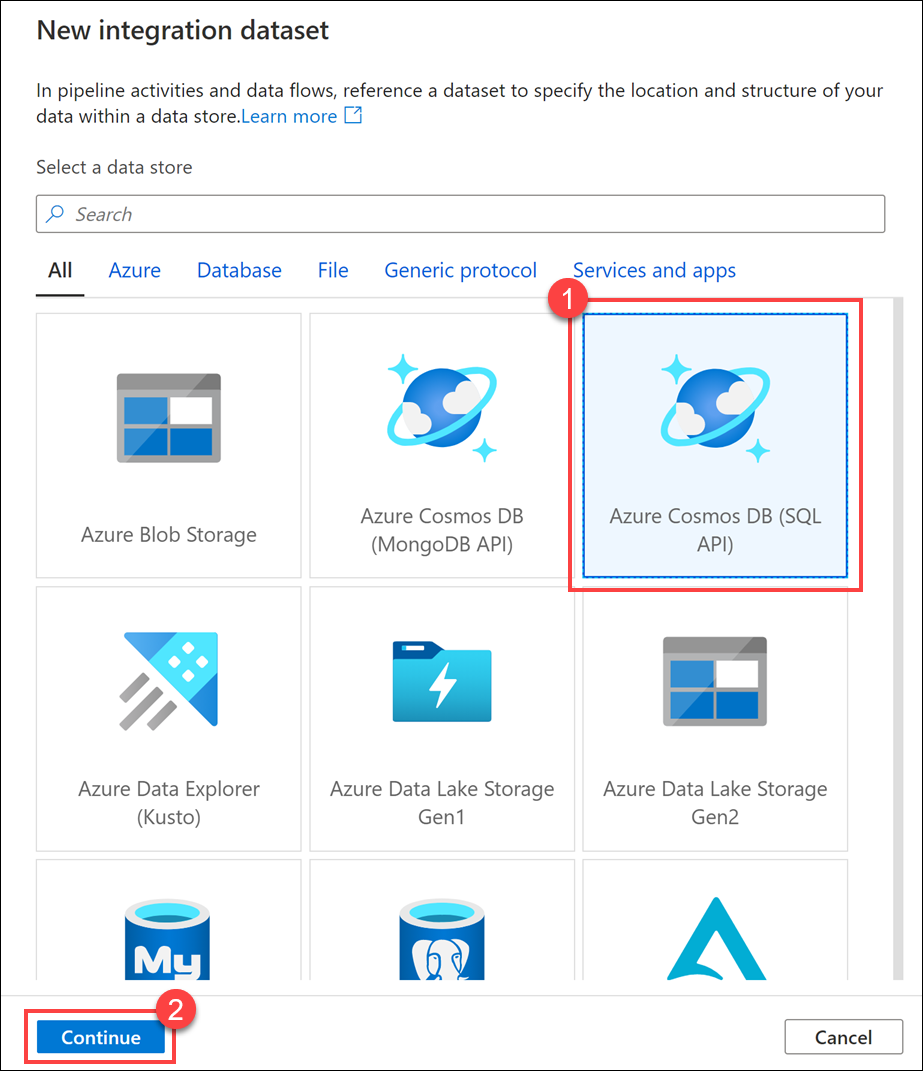 New integration dataset
In pipeline activities and data flows, reference a dataset to specify the location and structure of your
data within a data store.Learn more
Select a data store
Search
All Azure Database File Generic protocol Services and apps
1
Azure Blob Storage
Azure Cosmos DB
(MongoDB API)
Azure Cosmos DB (SQL
API)
Azure Data Explorer
(Kusto)
Azure Data Lake Storage
Gen1
Azure Data Lake Storage
Gen2
My
2
Continue
Cancel